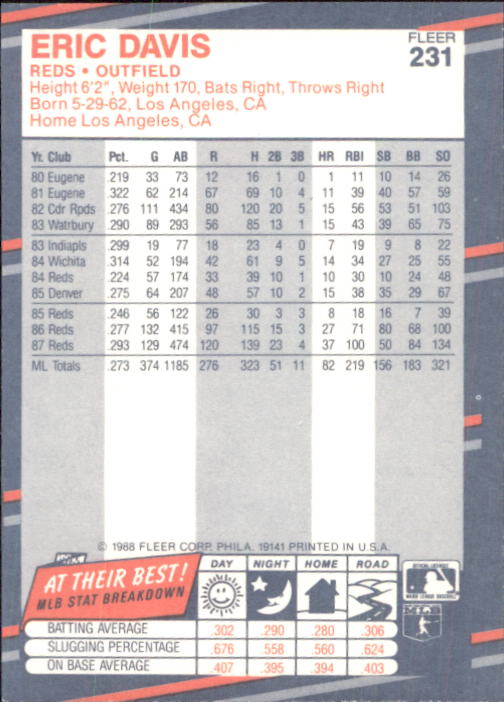 ERIC DAVIS
FLEER
231
REDS • OUTFIELD
Height 6'2", Weight 170, Bats Right, Throws Right
Born 5-29-62, Los Angeles, CA
Home Los Angeles, CA
Yr. Club Pct. G AB R H 2B 3B HR RBI SB BB SO
80 Eugene .219 33 73 12 16 1 0 1 11 10 14 26
81 Eugene .322 62 214 67 69 10 4 11 39 40 57 59
82 Cdr Rpds .276 111 434 80 120 20 5 15 56 53 51 103
83 Watrbury .290 89 293 56 85 13 1 15 43 39 65 75
83 Indiapls .299 19 77 18 23 4 0 7 19 9 8 22
84 Wichita .314 52 194 42 61 9 5 14 34 27 25 55
84 Reds .224 57 174 33 39 10 1 10 30 10 24 48
85 Denver .275 64 207 48 57 10 2 15 38 35 29 67
85 Reds .246 56 122 26 30 3 3 8 18 16 7 39
86 Reds .277 132 415 97 115 15 3 27 71 80 68 100
87 Reds .293 129 474 120 139 23 4 37 100 50 84 134
ML Totals .273 374 1185 276 323 51 11 82 219 156 183 321
© 1988 FLEER CORP. PHILA. 19141 PRINTED IN U.S.A.
AT THEIR BEST!
MLB STAT BREAKDOWN
DAY NIGHT HOME ROAD
BATTING AVERAGE .302 .290 .280 .306
SLUGGING PERCENTAGE .676 .558 .560 .624
ON BASE AVERAGE .407 .395 .394 .403